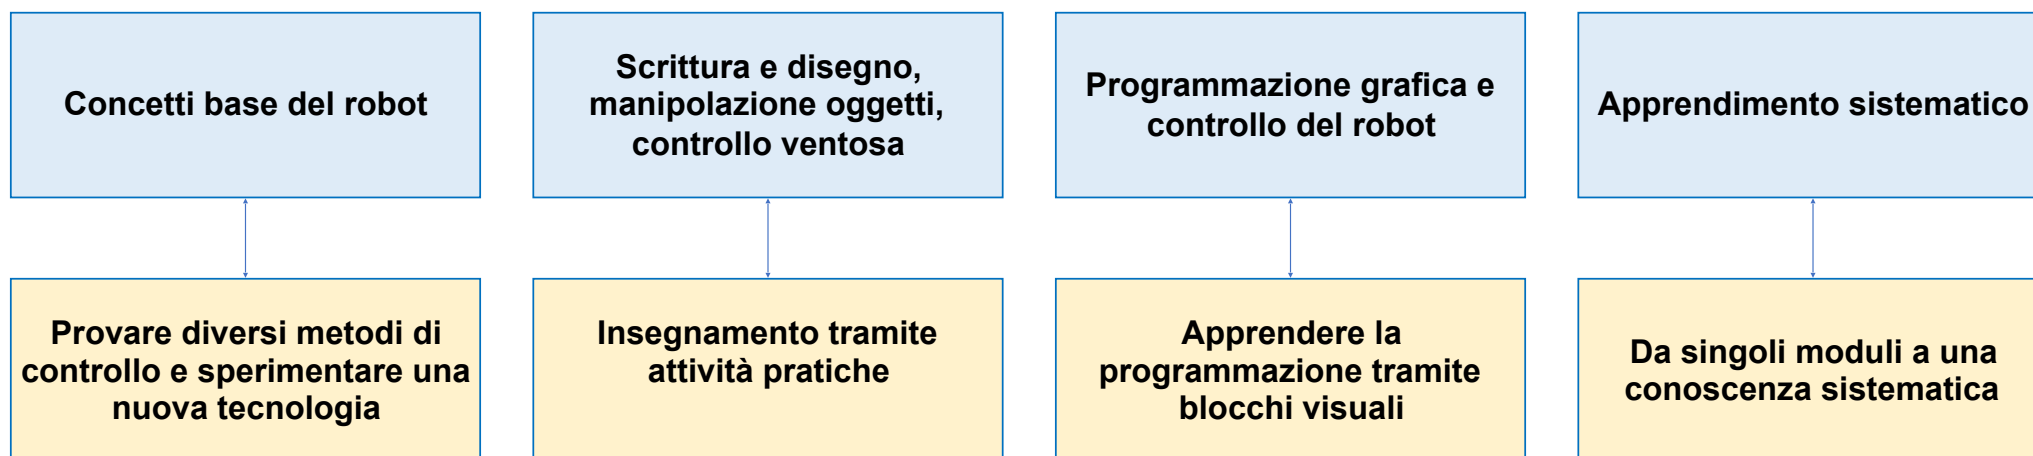 Concetti base del robot
Scrittura e disegno,
manipolazione oggetti,
controllo ventosa
Programmazione grafica e
controllo del robot
Apprendimento sistematico
Provare diversi metodi di
controllo e sperimentare una
nuova tecnologia
Insegnamento tramite
attività pratiche
Apprendere la
programmazione tramite
blocchi visuali
Da singoli moduli a una
conoscenza sistematica